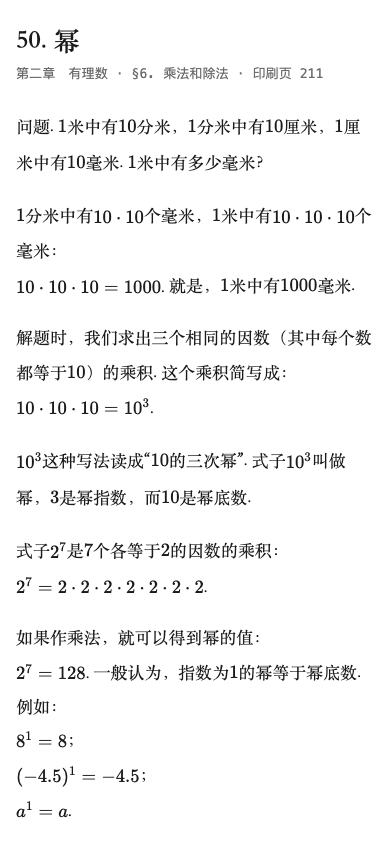 50. 幂
第二章 有理数 · §6. 乘法和除法 · 印刷页 211
问题. 1米中有10分米，1分米中有10厘米，1厘
米中有10毫米. 1米中有多少毫米?
1分米中有10 · 10个毫米，1米中有10 · 10 · 10个
毫米：
10 · 10 · 10 = 1000. 就是，1米中有1000毫米.
解题时，我们求出三个相同的因数（其中每个数
都等于10）的乘积. 这个乘积简写成：
10 · 10 · 10 = 10³.
10³这种写法读成“10的三次幂”. 式子10³叫做
幂，3是幂指数，而10是幂底数.
式子2⁷是7个各等于2的因数的乘积：
2⁷ = 2 · 2 · 2 · 2 · 2 · 2 · 2.
如果作乘法，就可以得到幂的值：
2⁷ = 128. 一般认为，指数为1的幂等于幂底数.
例如：
8¹ = 8；
(−4.5)¹ = −4.5；
a¹ = a.